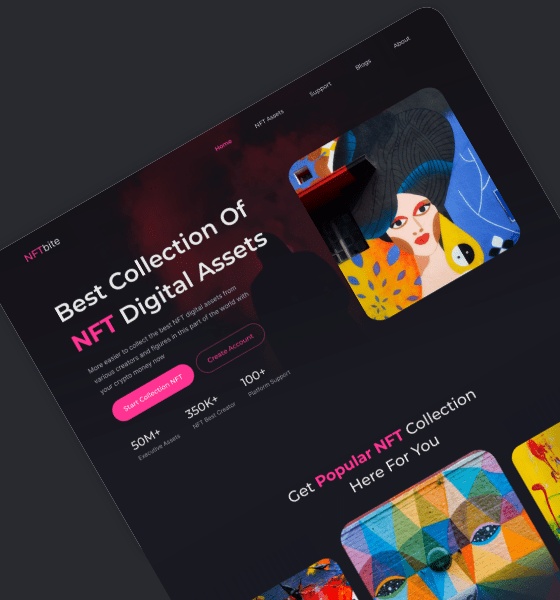 NFTbite
Home
NFT Assets
Support
Blogs
About
Best Collection Of
NFT Digital Assets
More easier to collect the best NFT digital assets from
various creators and figures in this part of the world with
your crypto money now
Start Collection NFT
Create Account
50M+
Executive Assets
350K+
NFT Best Creator
100+
Platform Support
Get Popular NFT Collection
Here For You